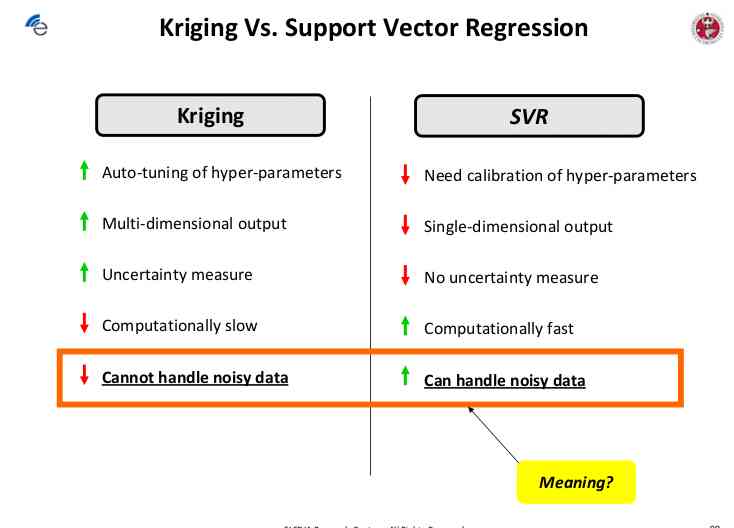 Kriging Vs. Support Vector Regression
Kriging
Auto-tuning of hyper-parameters
Multi-dimensional output
Uncertainty measure
Computationally slow
Cannot handle noisy data
SVR
Need calibration of hyper-parameters
Single-dimensional output
No uncertainty measure
Computationally fast
Can handle noisy data
Meaning?